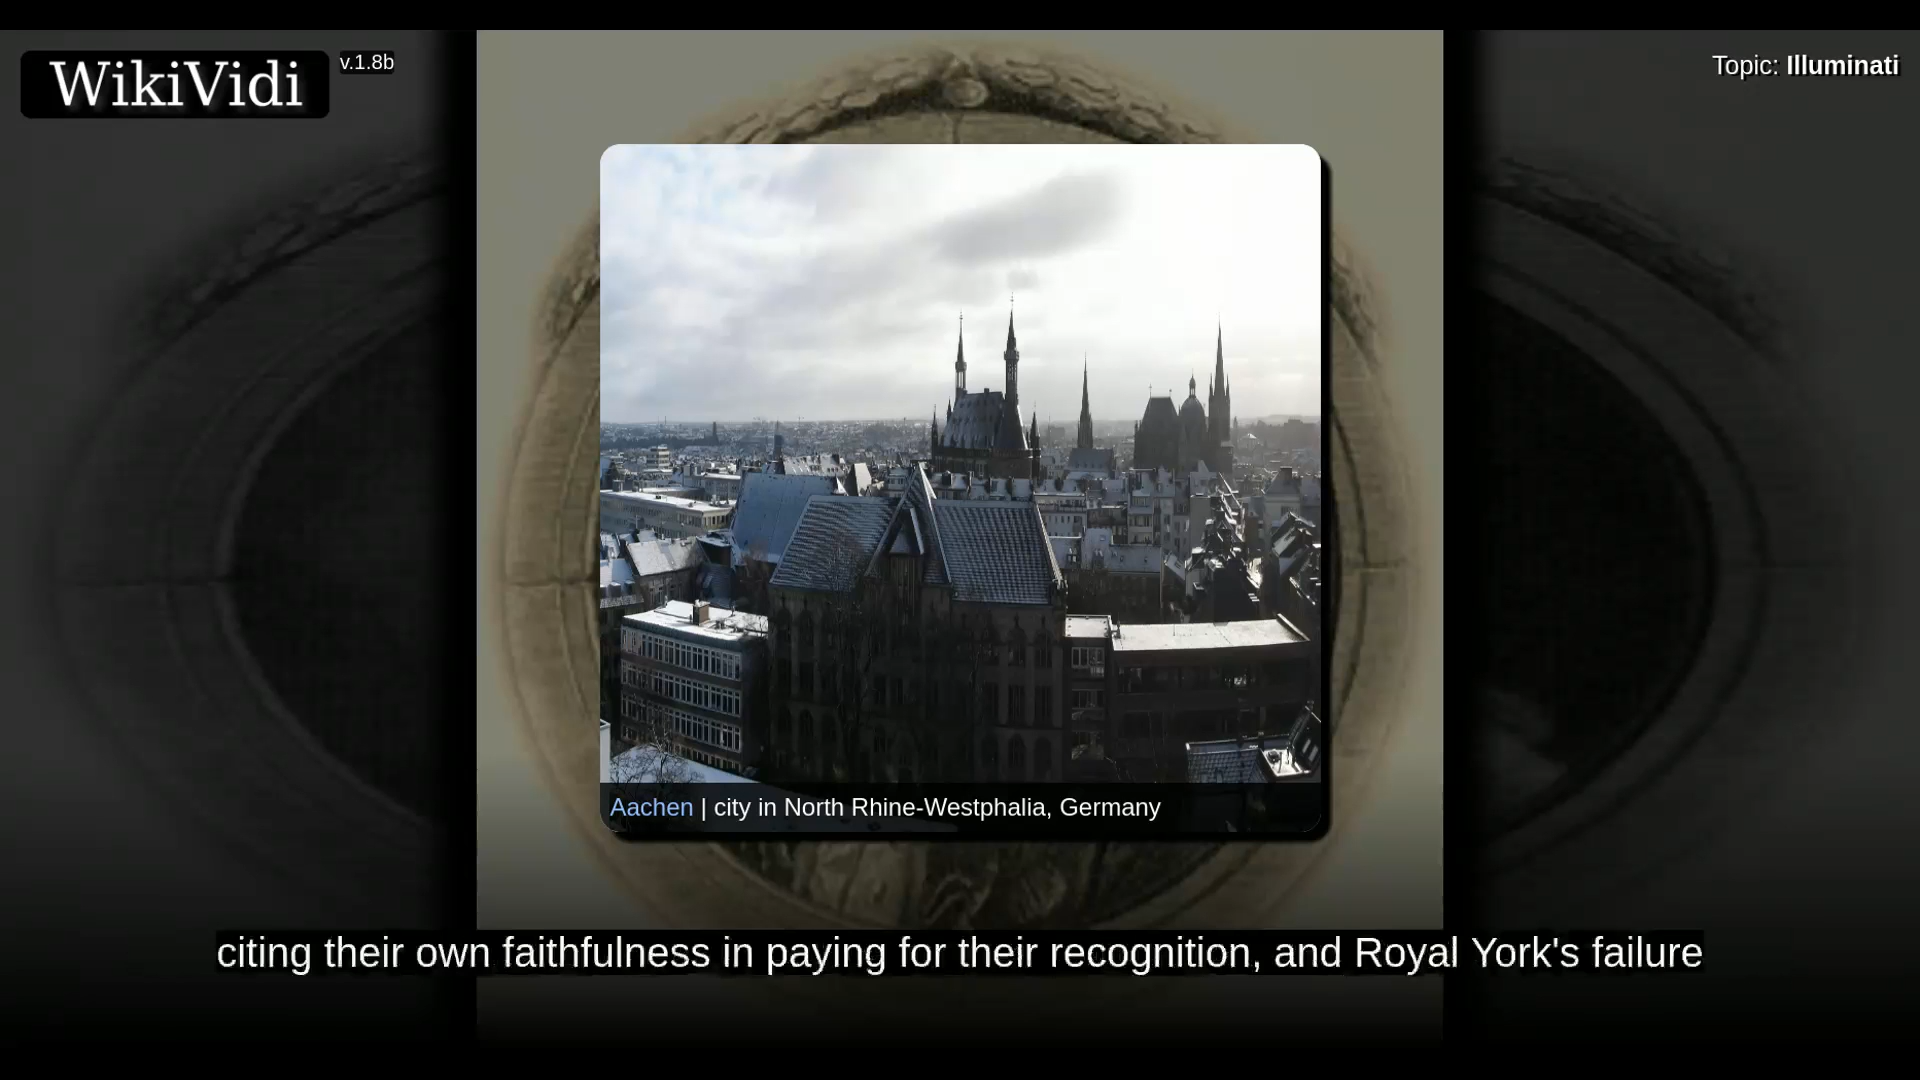 WikiVidi
v.1.8b
Topic: Illuminati
Aachen | city in North Rhine-Westphalia, Germany
citing their own faithfulness in paying for their recognition, and Royal York's failure